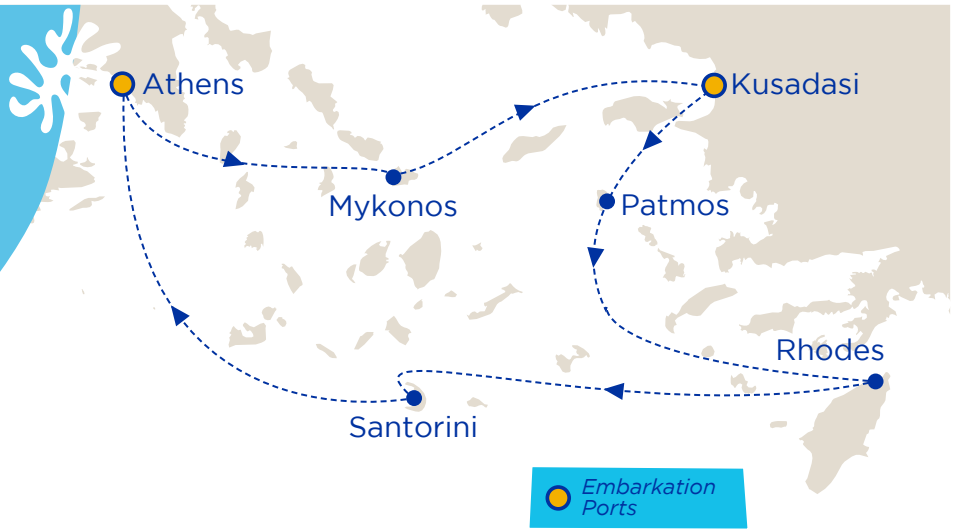 Athens
Kusadasi
Mykonos
Patmos
Rhodes
Santorini
Embarkation
Ports